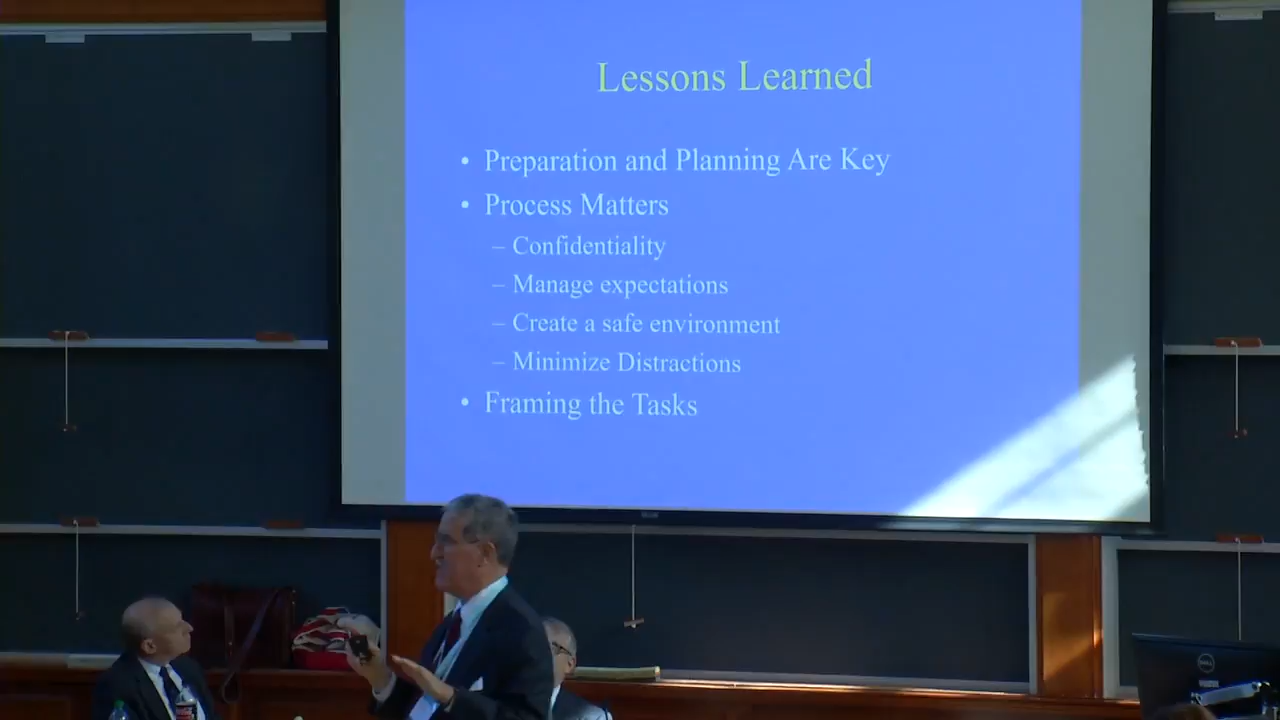 Lessons Learned
• Preparation and Planning Are Key
• Process Matters
– Confidentiality
– Manage expectations
– Create a safe environment
– Minimize Distractions
• Framing the Tasks
DELL